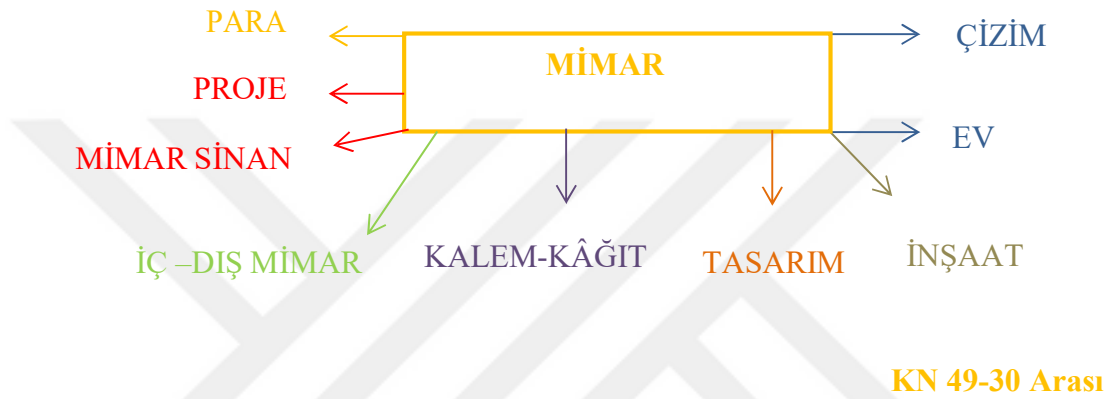 PARA
MİMAR
ÇİZİM
PROJE
MİMAR SİNAN
EV
İÇ –DIŞ MİMAR
KALEM-KÂĞIT
TASARIM
İNŞAAT
KN 49-30 Arası